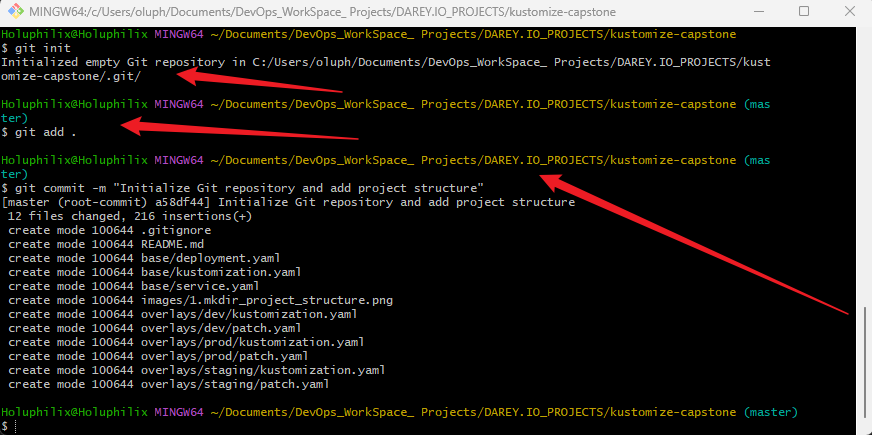 MINGW64:/c/Users/oluph/Documents/DevOps_WorkSpace_ Projects/DAREY.IO_PROJECTS/kustomize-capstone
Holuphilix@Holuphilix MINGW64 ~/Documents/DevOps_WorkSpace_ Projects/DAREY.IO_PROJECTS/kustomize-capstone
$ git init
Initialized empty Git repository in C:/Users/oluph/Documents/DevOps_WorkSpace_ Projects/DAREY.IO_PROJECTS/kust
omize-capstone/.git/
Holuphilix@Holuphilix MINGW64 ~/Documents/DevOps_WorkSpace_ Projects/DAREY.IO_PROJECTS/kustomize-capstone (mas
ter)
$ git add .
Holuphilix@Holuphilix MINGW64 ~/Documents/DevOps_WorkSpace_ Projects/DAREY.IO_PROJECTS/kustomize-capstone (mas
ter)
$ git commit -m "Initialize Git repository and add project structure"
[master (root-commit) a58df44] Initialize Git repository and add project structure
 12 files changed, 216 insertions(+)
 create mode 100644 .gitignore
 create mode 100644 README.md
 create mode 100644 base/deployment.yaml
 create mode 100644 base/kustomization.yaml
 create mode 100644 base/service.yaml
 create mode 100644 images/1.mkdir_project_structure.png
 create mode 100644 overlays/dev/kustomization.yaml
 create mode 100644 overlays/dev/patch.yaml
 create mode 100644 overlays/prod/kustomization.yaml
 create mode 100644 overlays/prod/patch.yaml
 create mode 100644 overlays/staging/kustomization.yaml
 create mode 100644 overlays/staging/patch.yaml
Holuphilix@Holuphilix MINGW64 ~/Documents/DevOps_WorkSpace_ Projects/DAREY.IO_PROJECTS/kustomize-capstone (master)
$